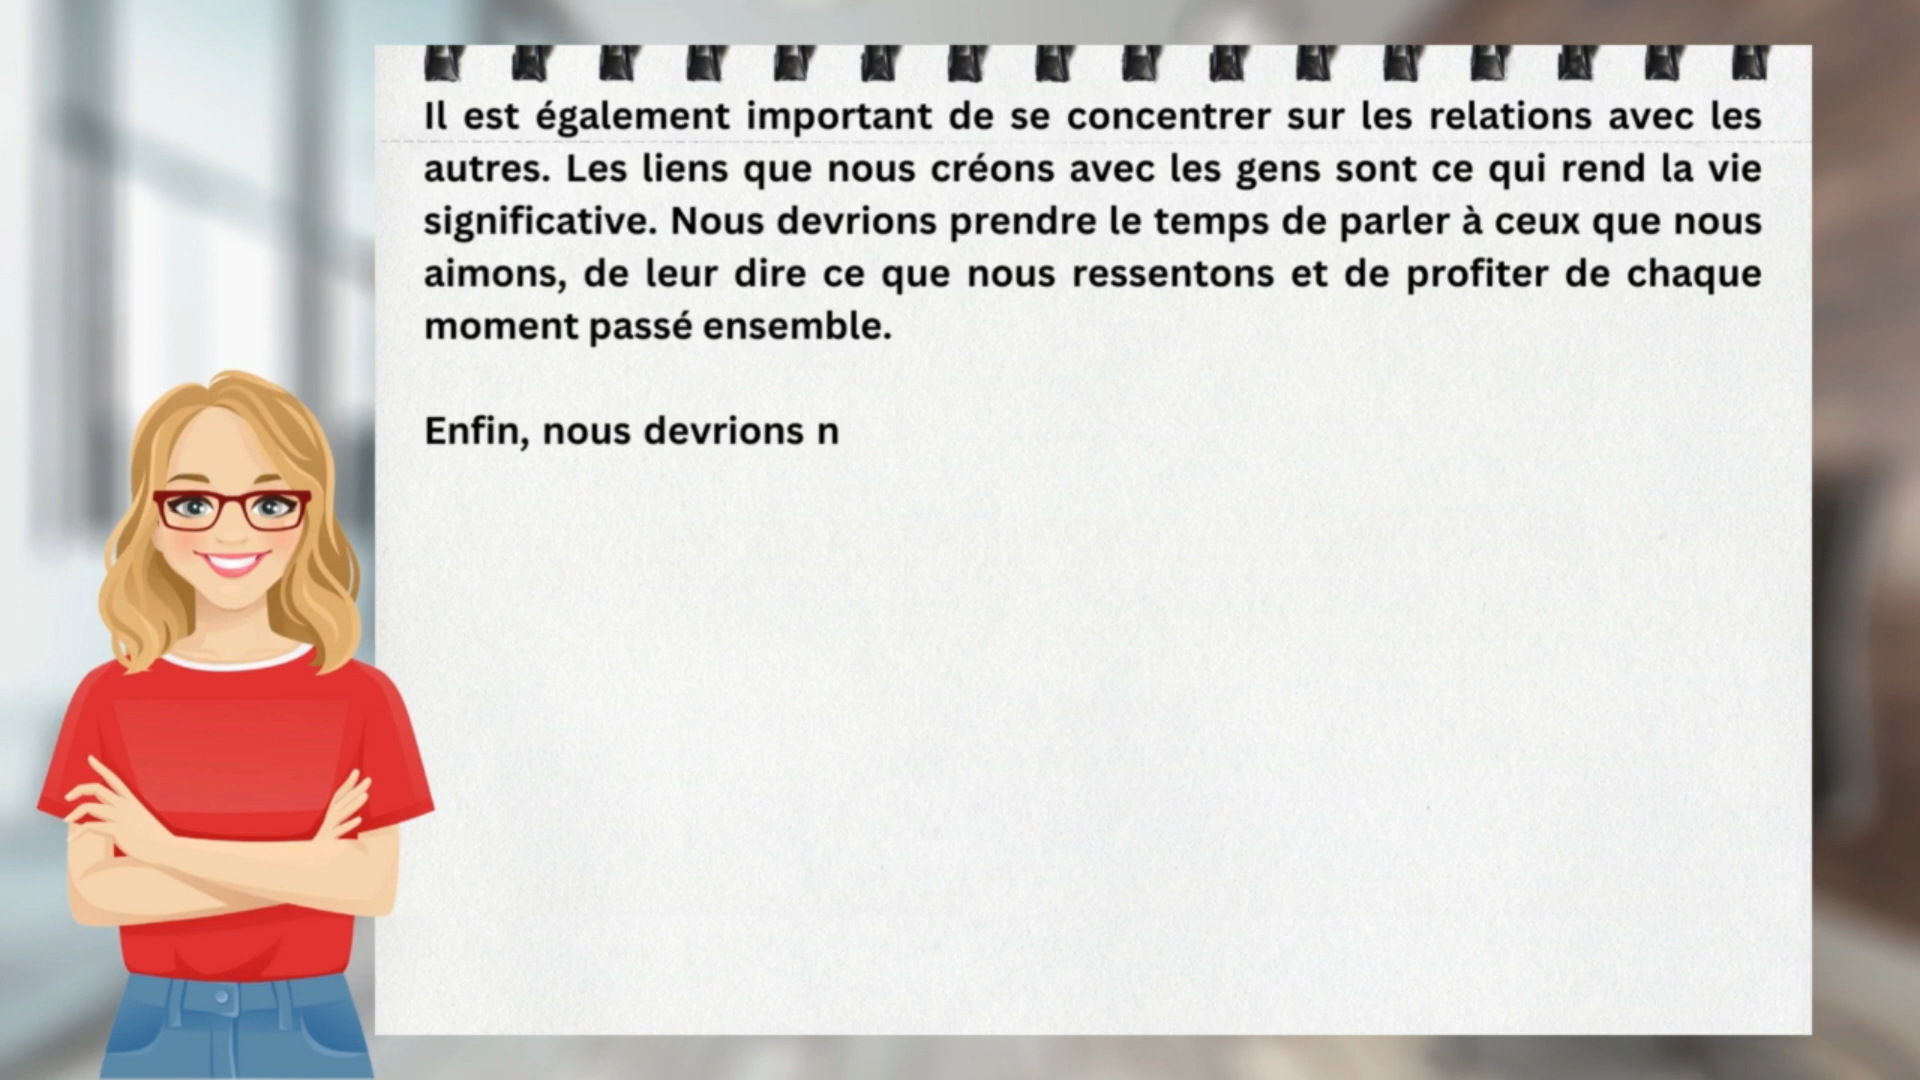 Il est également important de se concentrer sur les relations avec les
autres. Les liens que nous créons avec les gens sont ce qui rend la vie
significative. Nous devrions prendre le temps de parler à ceux que nous
aimons, de leur dire ce que nous ressentons et de profiter de chaque
moment passé ensemble.
Enfin, nous devrions n